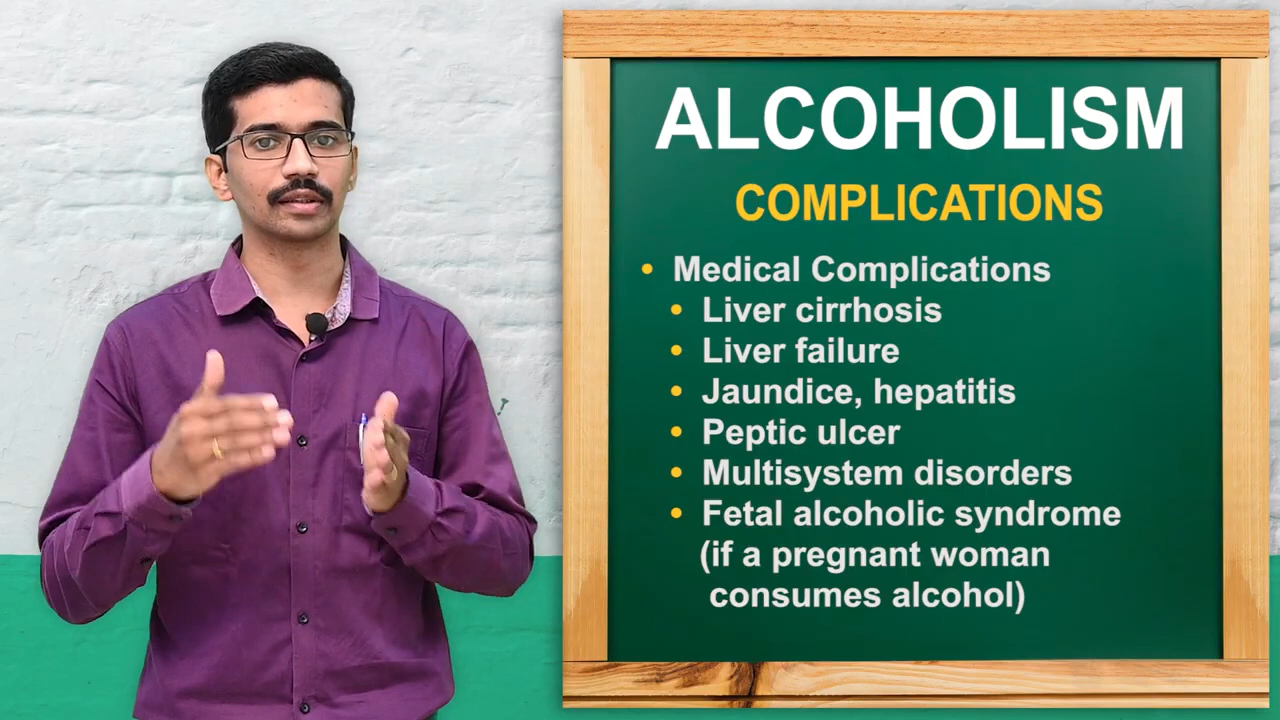 ALCOHOLISM
COMPLICATIONS
• Medical Complications
• Liver cirrhosis
• Liver failure
• Jaundice, hepatitis
• Peptic ulcer
• Multisystem disorders
• Fetal alcoholic syndrome
(if a pregnant woman
consumes alcohol)